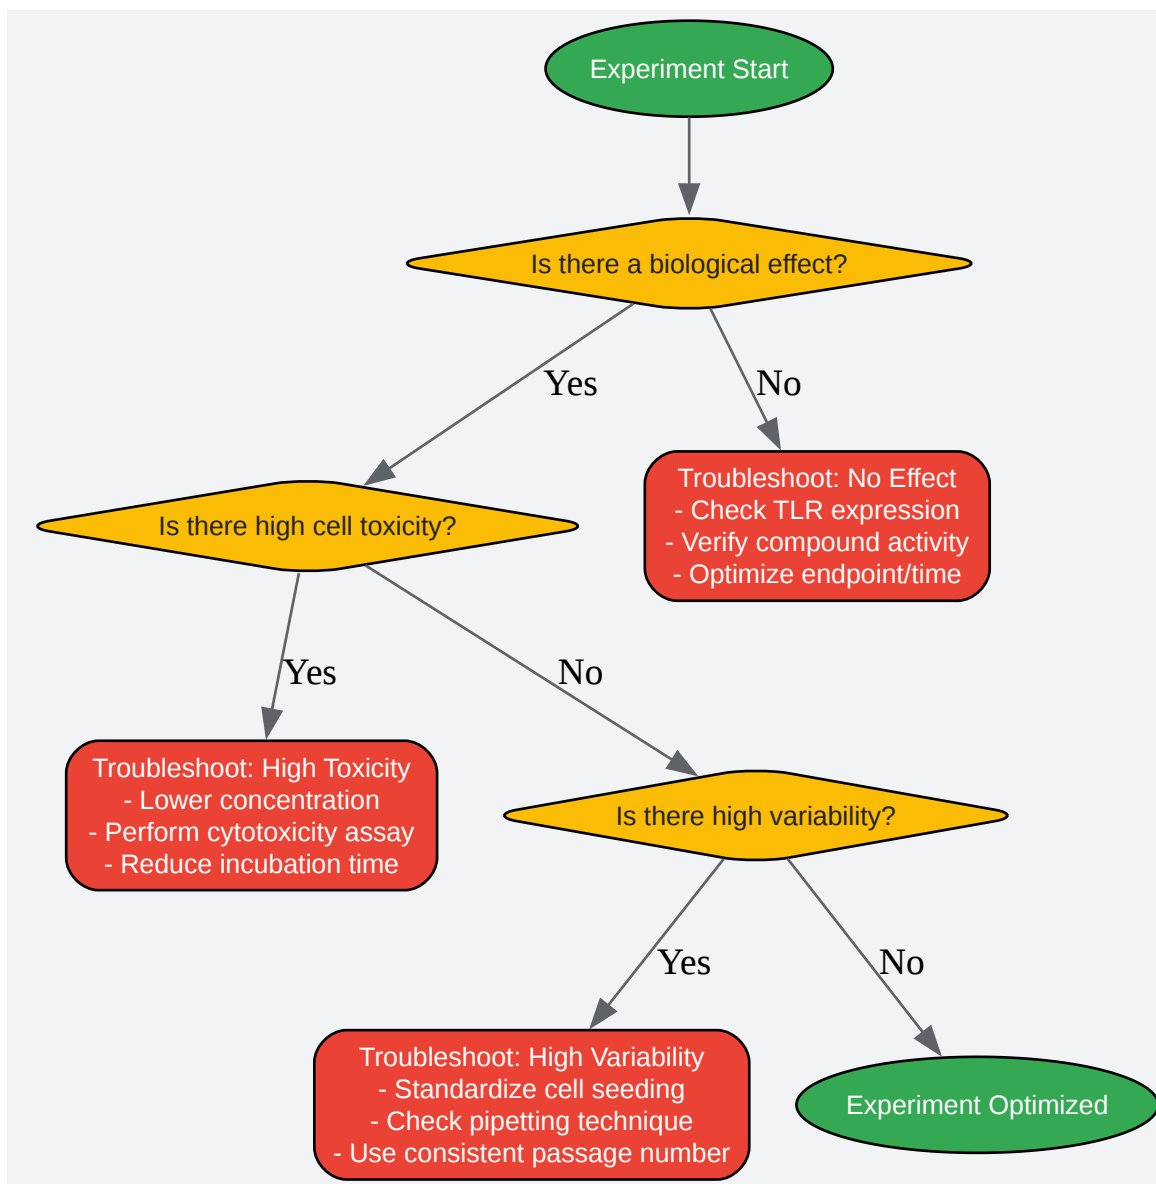 Experiment Start
Is there a biological effect?
Yes
No
Troubleshoot: No Effect
- Check TLR expression
- Verify compound activity
- Optimize endpoint/time
Is there high cell toxicity?
Yes
No
Troubleshoot: High Toxicity
- Lower concentration
- Perform cytotoxicity assay
- Reduce incubation time
Is there high variability?
Yes
No
Troubleshoot: High Variability
- Standardize cell seeding
- Check pipetting technique
- Use consistent passage number
Experiment Optimized